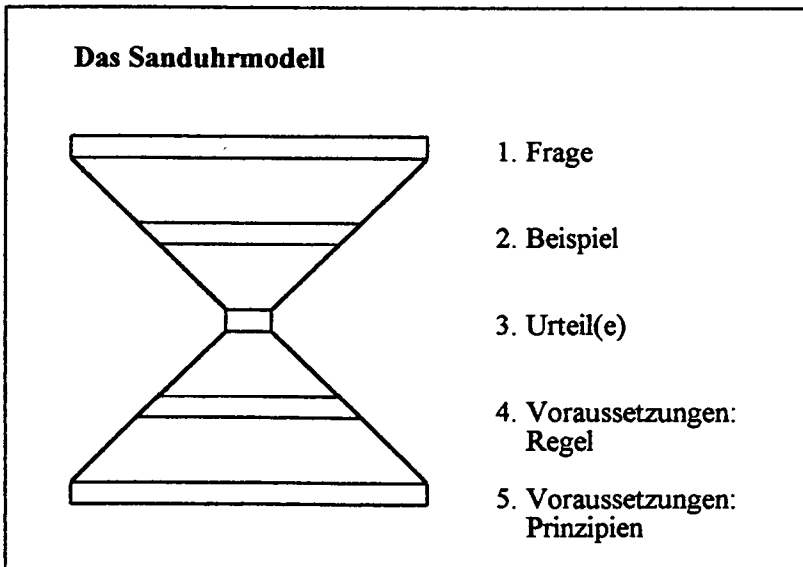 Das Sanduhrmodell
1. Frage
2. Beispiel
3. Urteil(e)
4. Voraussetzungen:
Regel
5. Voraussetzungen:
Prinzipien